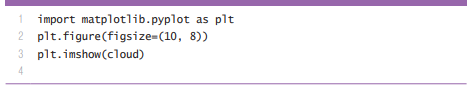 1 import matplotlib.pyplot as plt
2 plt.figure(figsize=(10, 8))
3 plt.imshow(cloud)
4